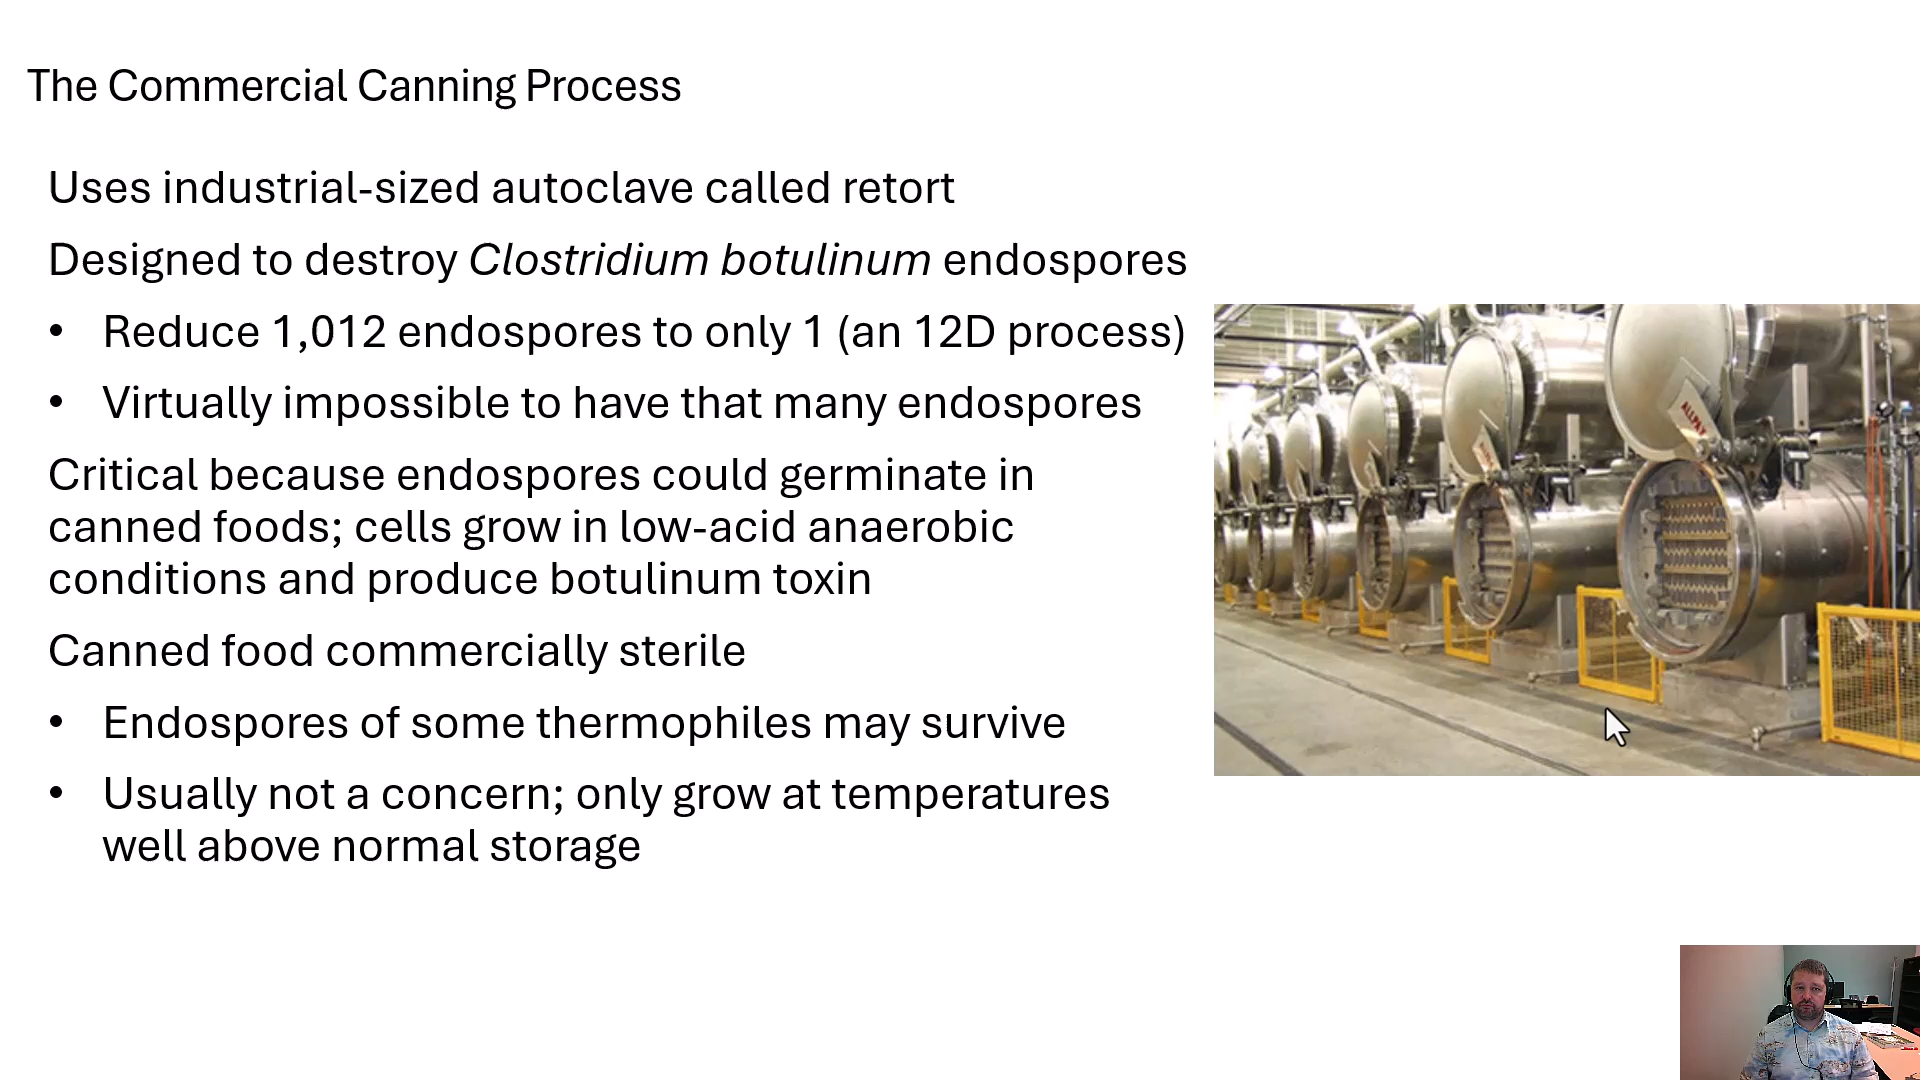 The Commercial Canning Process
Uses industrial-sized autoclave called retort
Designed to destroy Clostridium botulinum endospores
• Reduce 1,012 endospores to only 1 (an 12D process)
• Virtually impossible to have that many endospores
Critical because endospores could germinate in
canned foods; cells grow in low-acid anaerobic
conditions and produce botulinum toxin
Canned food commercially sterile
• Endospores of some thermophiles may survive
• Usually not a concern; only grow at temperatures
well above normal storage
ALLPAX